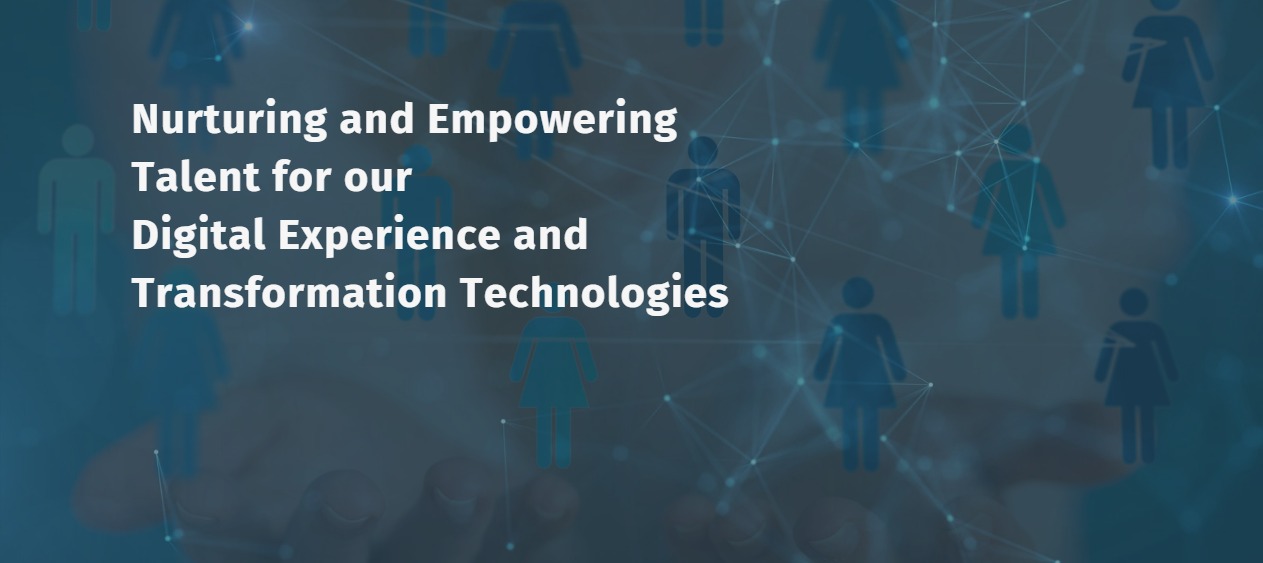 Nurturing and Empowering
Talent for our
Digital Experience and
Transformation Technologies